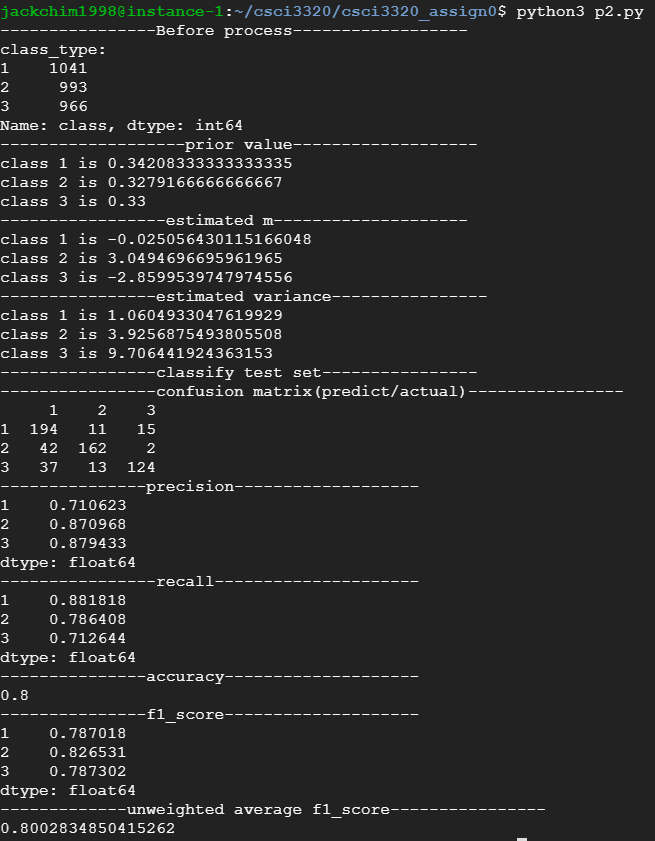 jackchim1998@instance-1:~/csci3320/csci3320_assign0$ python3 p2.py
----------------Before process------------------
class_type:
1    1041
2     993
3     966
Name: class, dtype: int64
-------------------prior value-------------------
class 1 is 0.34208333333333335
class 2 is 0.3279166666666667
class 3 is 0.33
-----------------estimated m--------------------
class 1 is -0.025056430115166048
class 2 is 3.0494696695961965
class 3 is -2.8599539747974556
----------------estimated variance----------------
class 1 is 1.0604933047619929
class 2 is 3.9256875493805508
class 3 is 9.706441924363153
----------------classify test set----------------
----------------confusion matrix(predict/actual)----------------
     1    2    3
1  194   11   15
2   42  162    2
3   37   13  124
---------------precision-------------------
1    0.710623
2    0.870968
3    0.879433
dtype: float64
----------------recall---------------------
1    0.881818
2    0.786408
3    0.712644
dtype: float64
---------------accuracy--------------------
0.8
---------------f1_score--------------------
1    0.787018
2    0.826531
3    0.787302
dtype: float64
-------------unweighted average f1_score----------------
0.8002834850415262